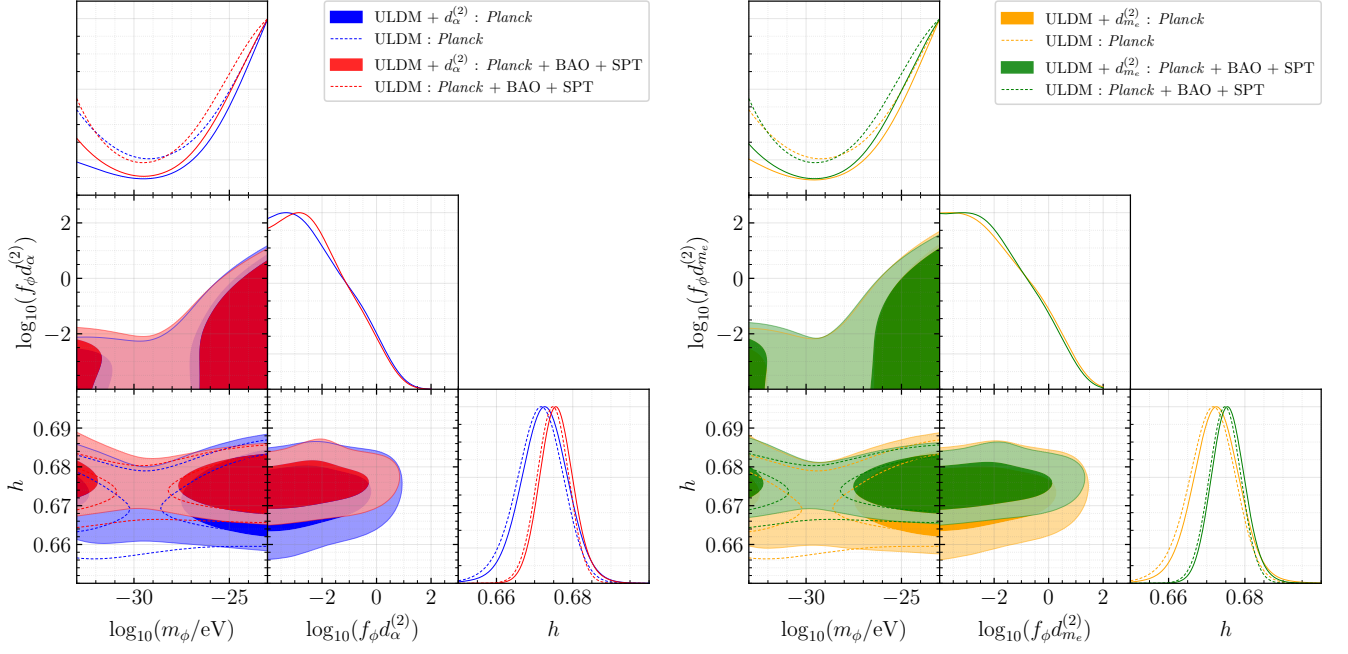 ULDM + d_α^(2) : Planck
ULDM : Planck
ULDM + d_α^(2) : Planck + BAO + SPT
ULDM : Planck + BAO + SPT
2
0
−2
log₁₀(f_ϕ d_α^(2))
0.69
0.68
0.67
0.66
h
−30 −25
log₁₀(m_ϕ/eV)
−2 0 2
log₁₀(f_ϕ d_α^(2))
0.66 0.68
h
ULDM + d_{m_e}^(2) : Planck
ULDM : Planck
ULDM + d_{m_e}^(2) : Planck + BAO + SPT
ULDM : Planck + BAO + SPT
2
0
−2
log₁₀(f_ϕ d_{m_e}^(2))
0.69
0.68
0.67
0.66
h
−30 −25
log₁₀(m_ϕ/eV)
−2 0 2
log₁₀(f_ϕ d_{m_e}^(2))
0.66 0.68
h